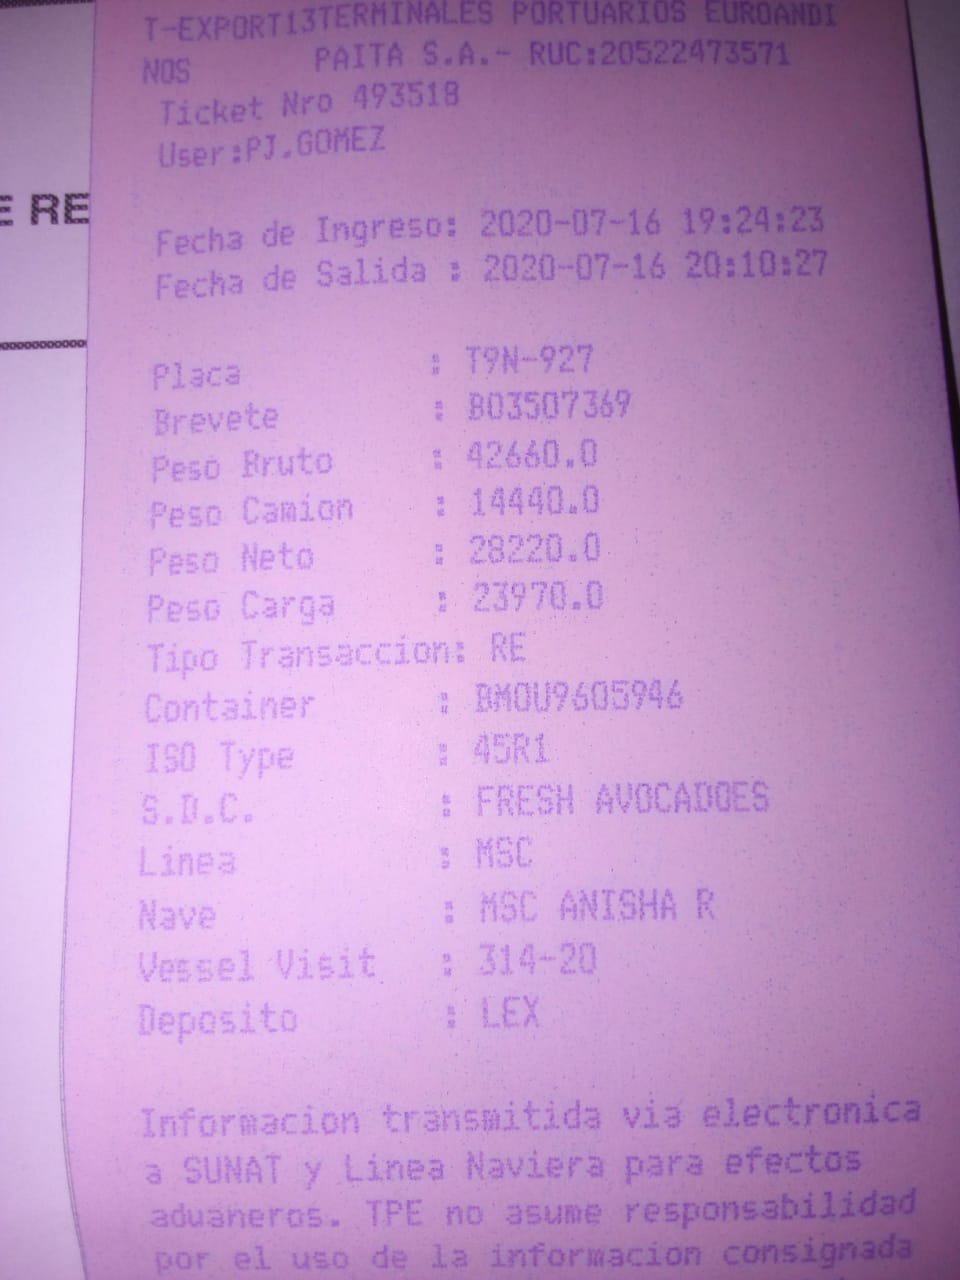 T-EXPORT13TERMINALES PORTUARIOS EUROANDI
NOS PAITA S.A.- RUC:20522473571
Ticket Nro 493518
User:PJ.GOMEZ
E RE
Fecha de Ingreso: 2020-07-16 19:24:23
Fecha de Salida : 2020-07-16 20:10:27
Placa : T9N-927
Brevete : B03507369
Peso Bruto : 42660.0
Peso Camion : 14440.0
Peso Neto : 28220.0
Peso Carga : 23970.0
Tipo Transaccion: RE
Container : BMOU9605946
ISO Type : 45R1
S.D.C. : FRESH AVOCADOES
Linea : MSC
Nave : MSC ANISHA R
Vessel Visit : 314-20
Deposito : LEX
Informacion transmitida via electronica
a SUNAT y Linea Naviera para efectos
aduaneros. TPE no asume responsabilidad
por el uso de la informacion consignada